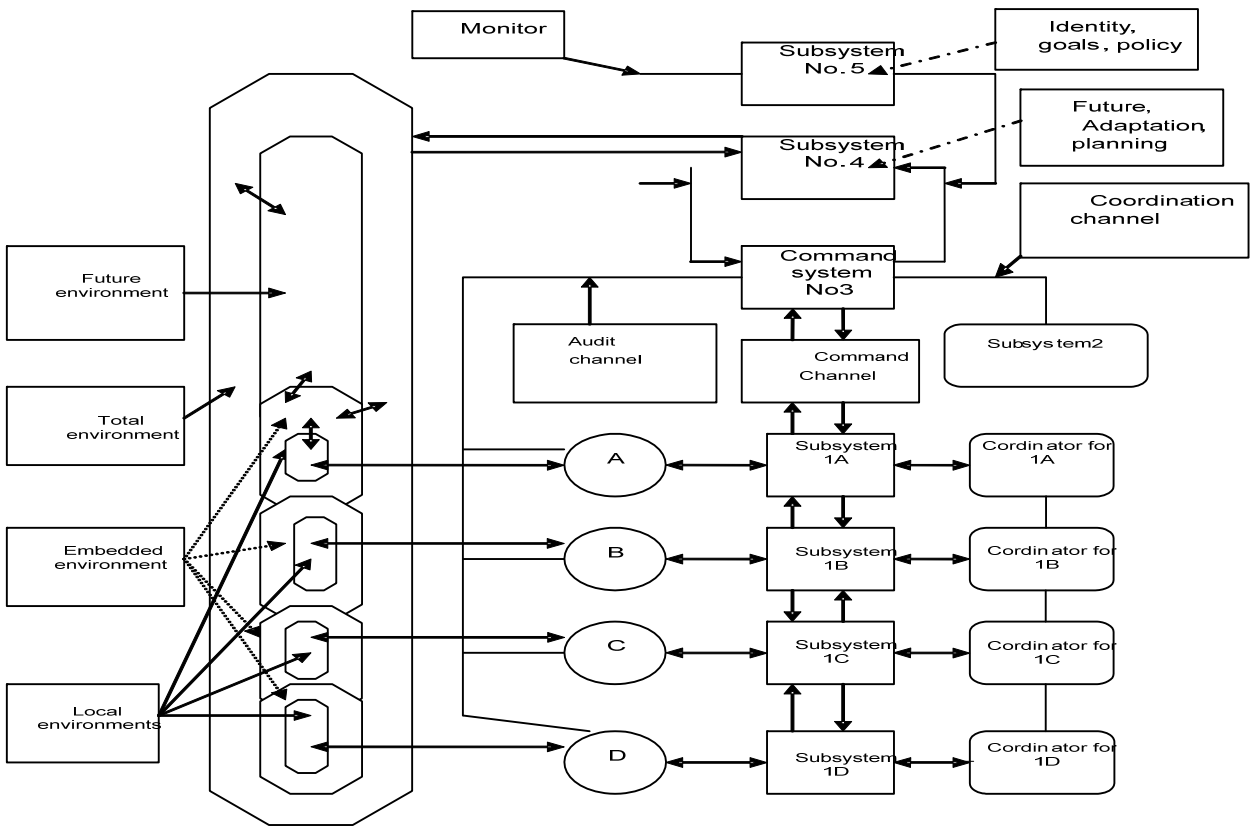 Monitor
Subsystem
No. 5
Identity,
goals, policy
Subsystem
No. 4
Future,
Adaptation,
planning
Coordination
channel
Future
environment
Command
system
No3
Audit
channel
Command
Channel
Subsystem2
Total
environment
A
Subsystem
1A
Cordinator for
1A
Embedded
environment
B
Subsystem
1B
Cordinator for
1B
C
Subsystem
1C
Cordinator for
1C
Local
environments
D
Subsystem
1D
Cordinator for
1D